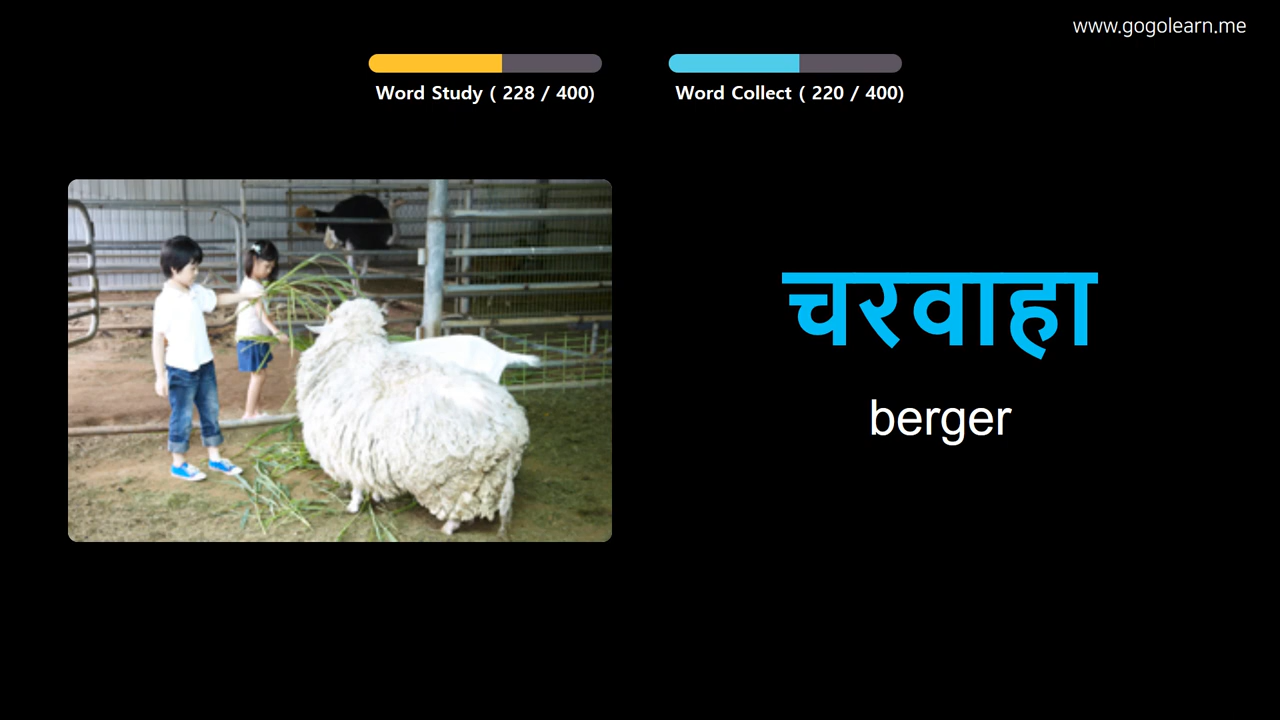 www.gogolearn.me
Word Study ( 228 / 400)
Word Collect ( 220 / 400)
चरवाहा
berger